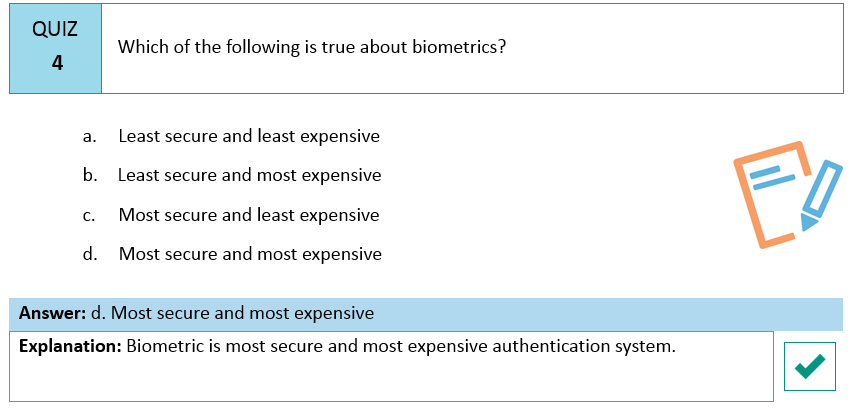 QUIZ
4
Which of the following is true about biometrics?
a. Least secure and least expensive
b. Least secure and most expensive
c. Most secure and least expensive
d. Most secure and most expensive
Answer: d. Most secure and most expensive
Explanation: Biometric is most secure and most expensive authentication system.